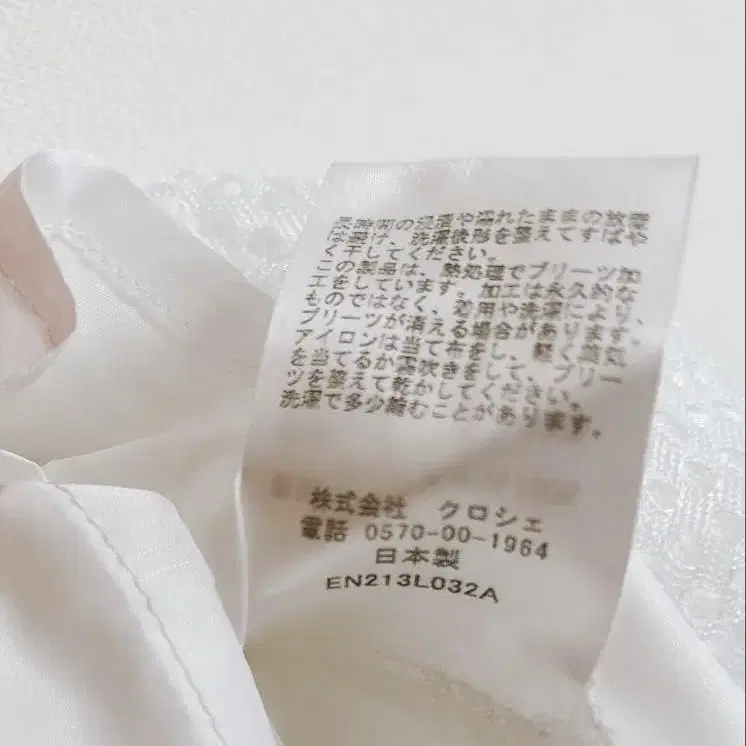 長時間の浸漬や濡れたままの放置
は避け、洗濯後形を整えてすばや
く干してください。
この製品は、熱処理でプリーツ加
工をしています。加工は永久的な
ものではなく、着用や洗濯により、
プリーツが消える場合があります。
アイロンは当て布をし、軽く蒸気
を当てるか霧吹きをして、プリー
ツを整えて乾かしてください。
洗濯で多少縮むことがあります。
株式会社 クロシェ
電話 0570-00-1964
日本製
EN213L032A